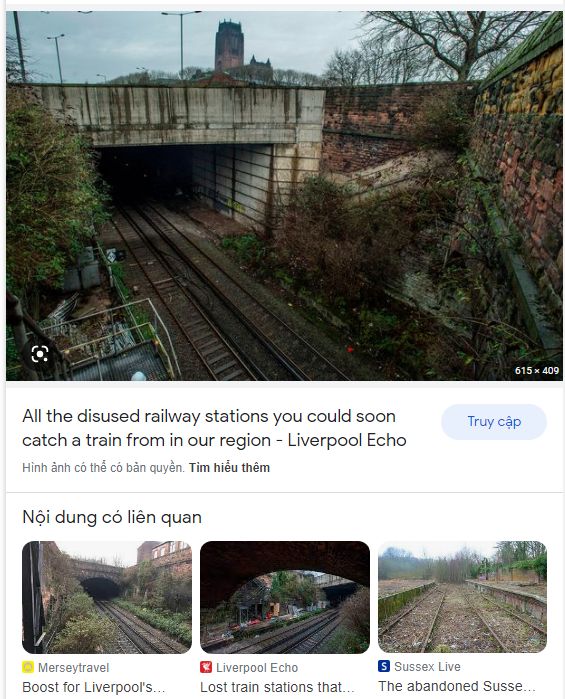 615 × 409
All the disused railway stations you could soon
catch a train from in our region - Liverpool Echo
Truy cập
Hình ảnh có thể có bản quyền. Tìm hiểu thêm
Nội dung có liên quan
Merseytravel
Boost for Liverpool's...
Liverpool Echo
Lost train stations that...
S Sussex Live
The abandoned Susse...